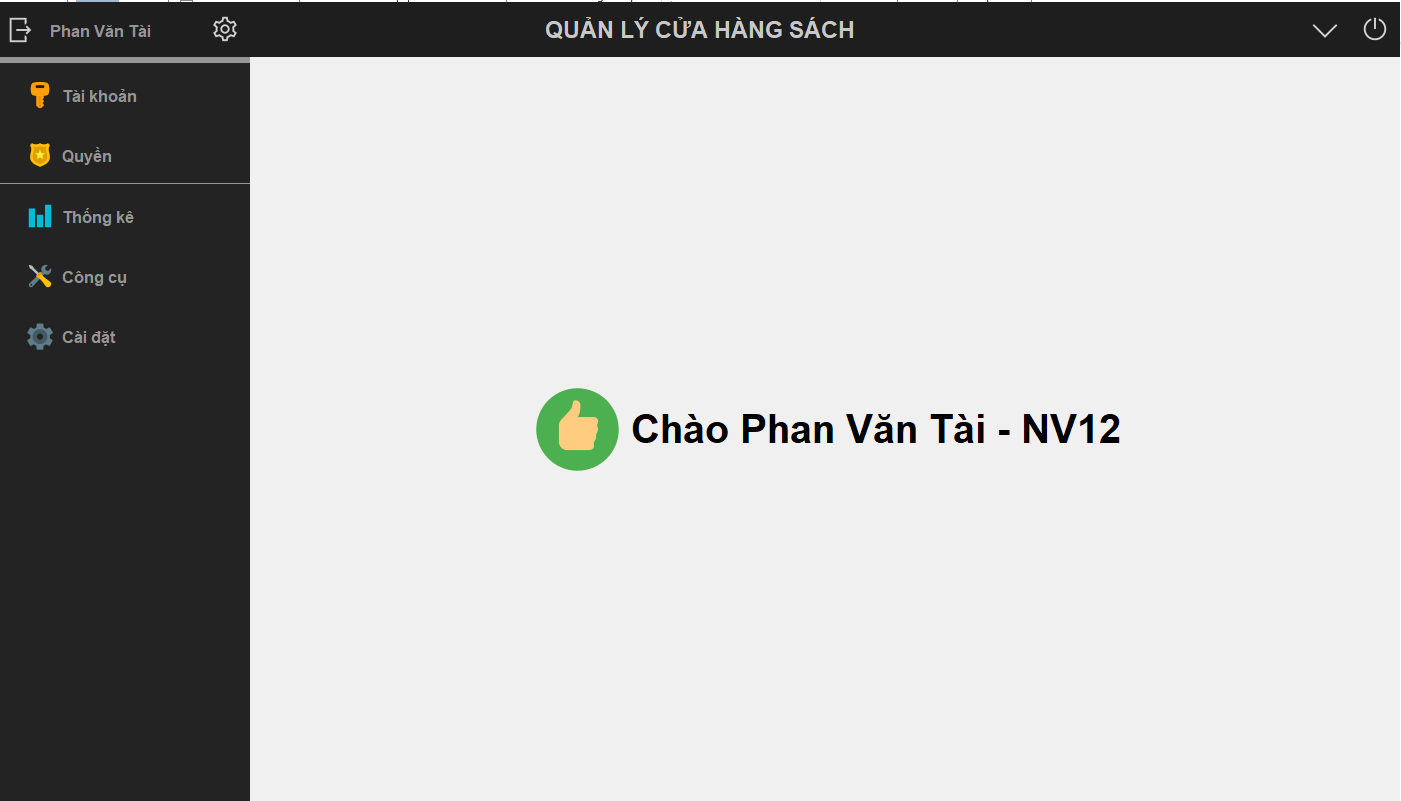 Phan Văn Tài
QUẢN LÝ CỬA HÀNG SÁCH
Tài khoản
Quyền
Thống kê
Công cụ
Cài đặt
Chào Phan Văn Tài - NV12